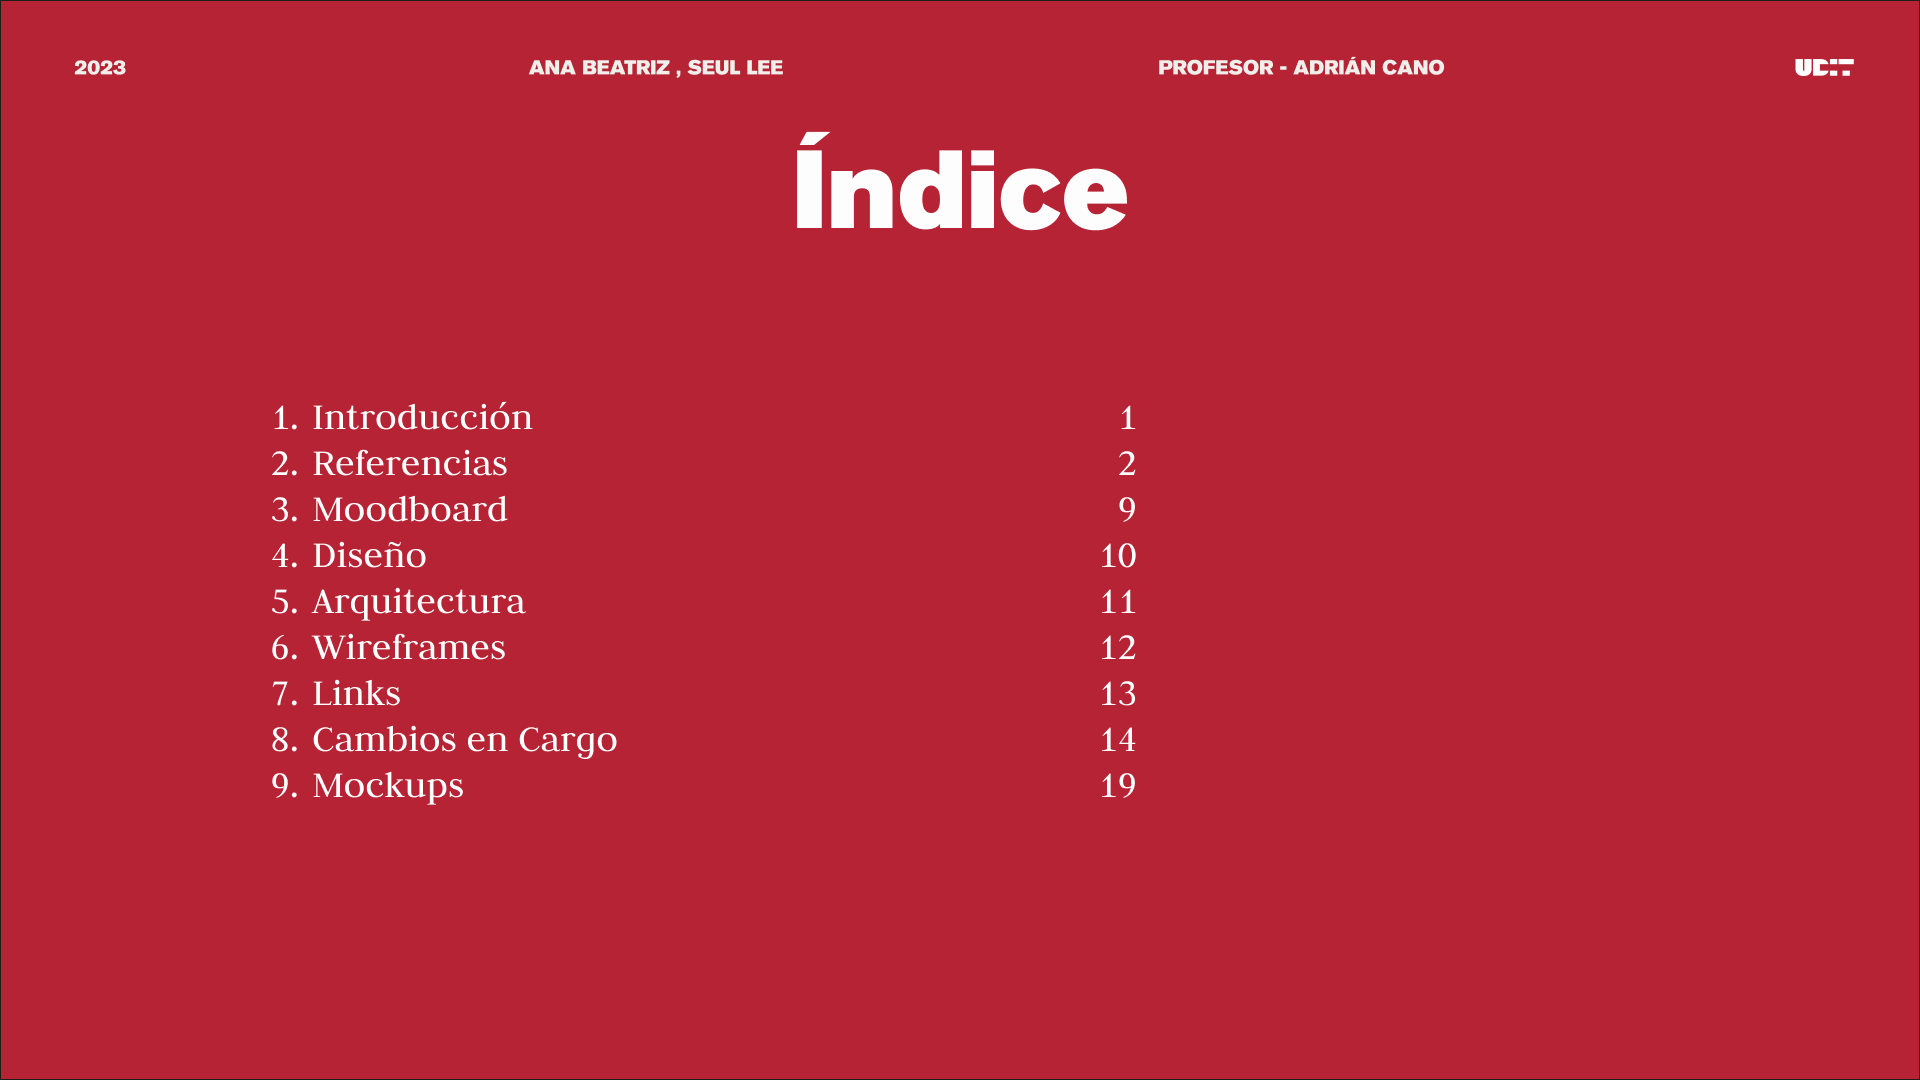 2023 ANA BEATRIZ , SEUL LEE PROFESOR - ADRIÁN CANO UDIT
Índice
1. Introducción 1
2. Referencias 2
3. Moodboard 9
4. Diseño 10
5. Arquitectura 11
6. Wireframes 12
7. Links 13
8. Cambios en Cargo 14
9. Mockups 19